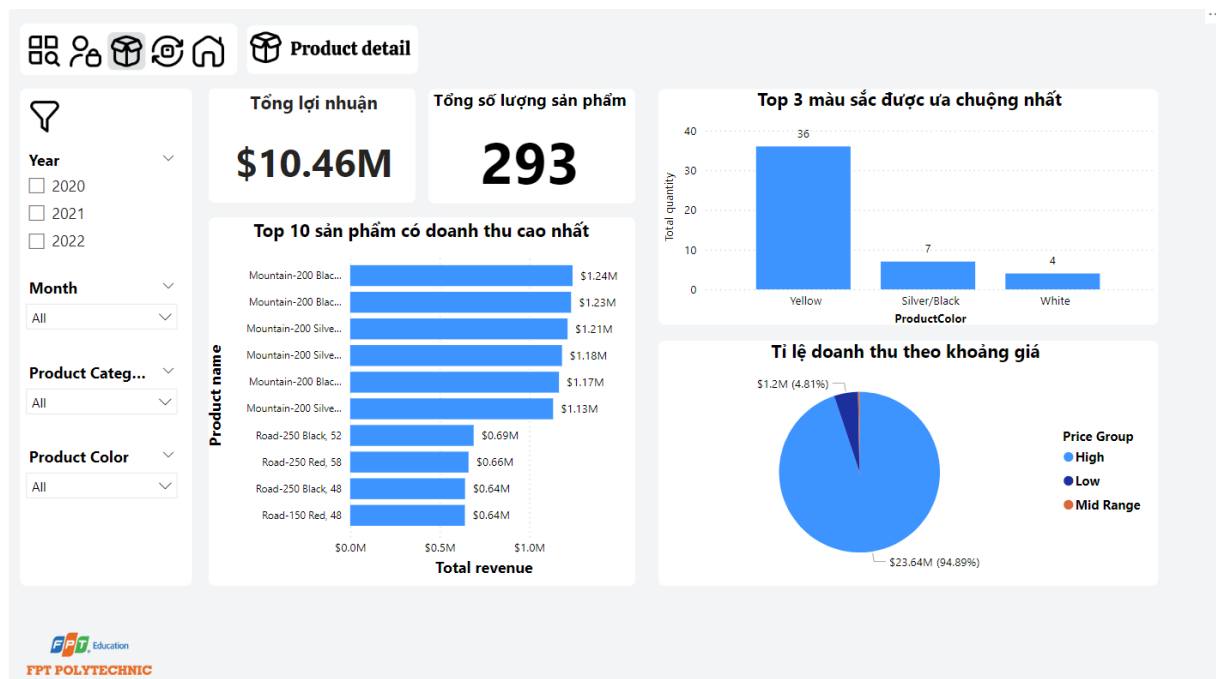 Product detail
Year
2020
2021
2022
Month
All
Product Categ...
All
Product Color
All
Tổng lợi nhuận
$10.46M
Tổng số lượng sản phẩm
293
Top 10 sản phẩm có doanh thu cao nhất
Product name
Mountain-200 Blac... $1.24M
Mountain-200 Blac... $1.23M
Mountain-200 Silve... $1.21M
Mountain-200 Silve... $1.18M
Mountain-200 Blac... $1.17M
Mountain-200 Silve... $1.13M
Road-250 Black, 52 $0.69M
Road-250 Red, 58 $0.66M
Road-250 Black, 48 $0.64M
Road-150 Red, 48 $0.64M
$0.0M $0.5M $1.0M
Total revenue
Top 3 màu sắc được ưa chuộng nhất
Total quantity
40
30
20
10
0
36
7
4
Yellow Silver/Black White
ProductColor
Tỉ lệ doanh thu theo khoảng giá
$1.2M (4.81%)
$23.64M (94.89%)
Price Group
High
Low
Mid Range
FPT Education
FPT POLYTECHNIC